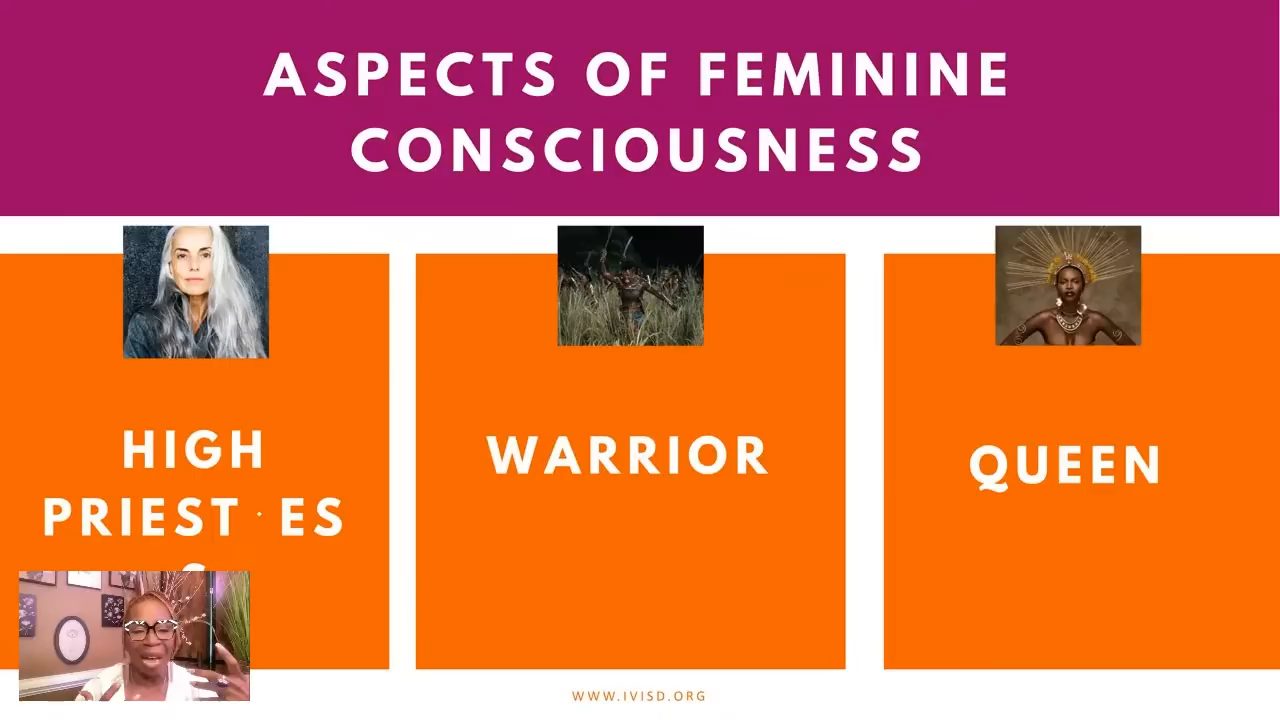 ASPECTS OF FEMININE
CONSCIOUSNESS
HIGH
PRIEST·ES
WARRIOR
QUEEN
WWW.IVISD.ORG